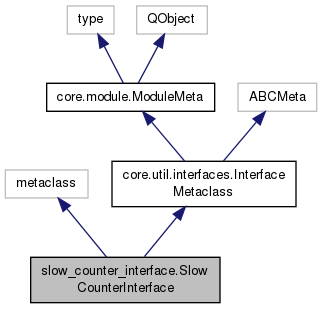 type
QObject
core.module.ModuleMeta
ABCMeta
metaclass
core.util.interfaces.Interface
Metaclass
slow_counter_interface.Slow
CounterInterface